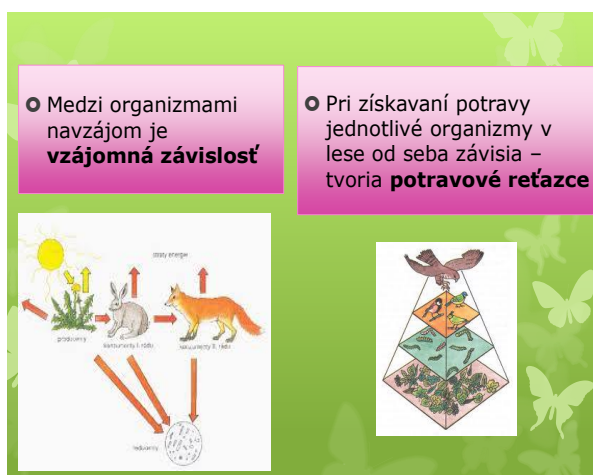 Medzi organizmami
navzájom je
vzájomná závislosť
Pri získavaní potravy
jednotlivé organizmy v
lese od seba závisia –
tvoria potravové reťazce
straty energie
producenty
konzumenty I. rádu
konzumenty II. rádu
reducenty